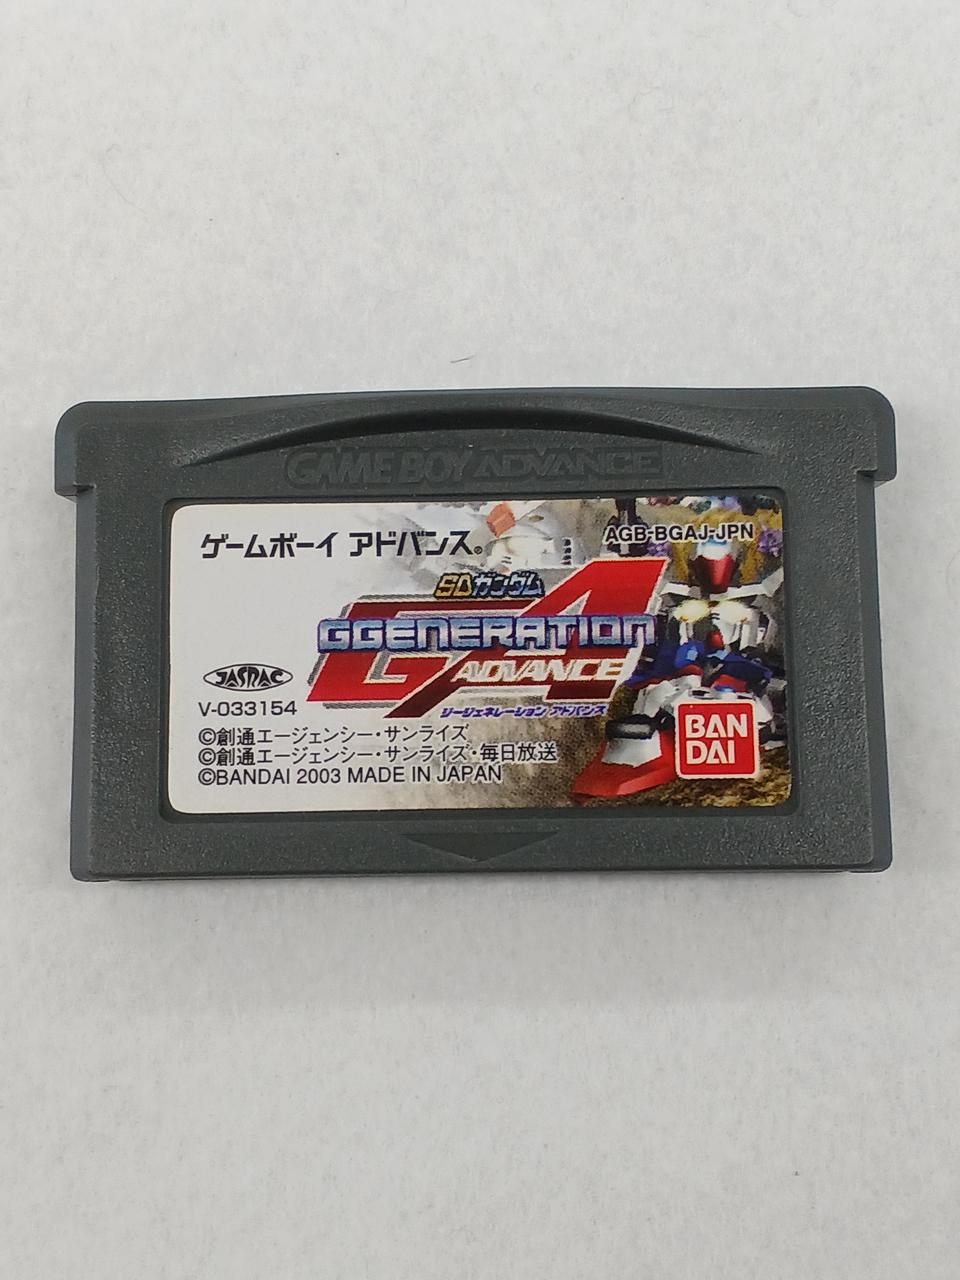 GAME BOY ADVANCE
ゲームボーイ アドバンス®
AGB-BGAJ-JPN
SDガンダム
GGENERATION
ADVANCE
ジージェネレーション アドバンス
JASRAC
V-033154
©創通エージェンシー・サンライズ
©創通エージェンシー・サンライズ・毎日放送
©BANDAI 2003 MADE IN JAPAN
BAN
DAI